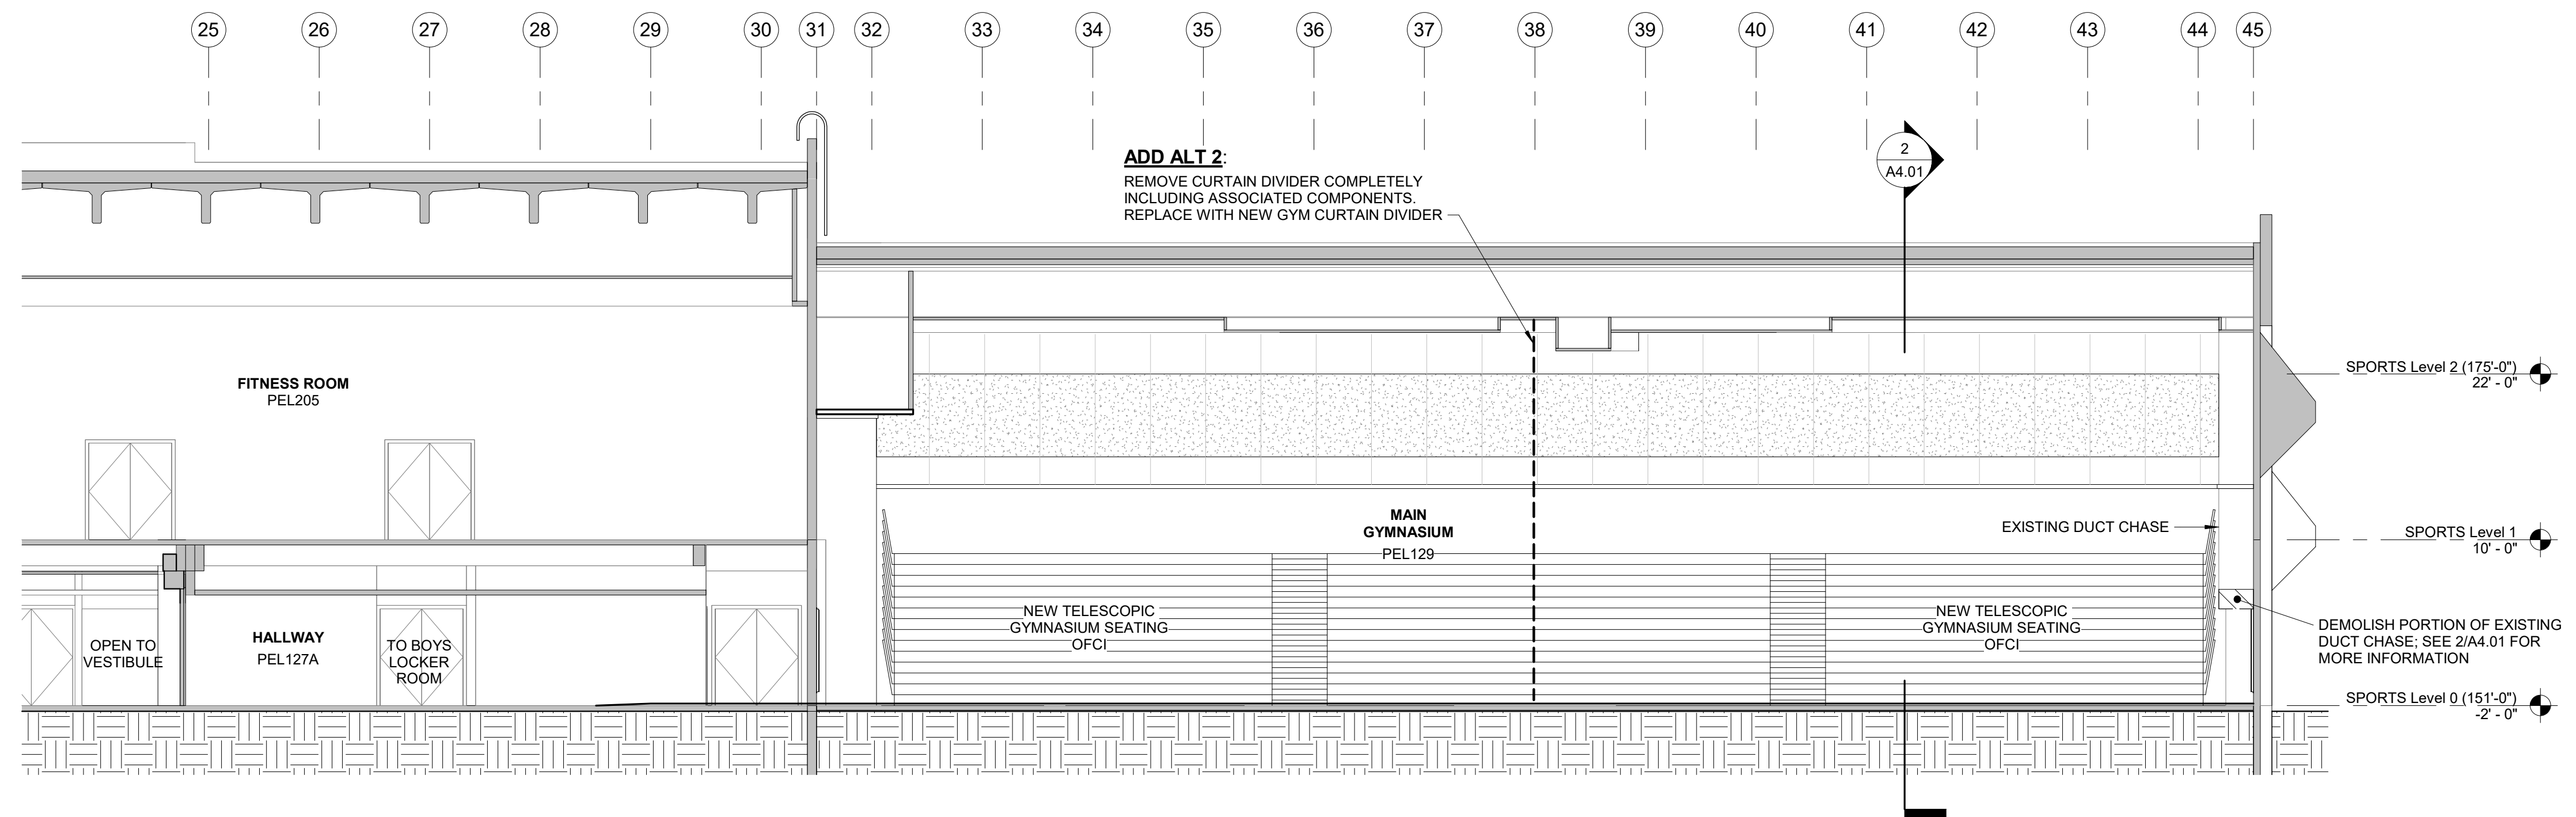 25 26 27 28 29 30 31 32 33 34 35 36 37 38 39 40 41 42 43 44 45
ADD ALT 2:
REMOVE CURTAIN DIVIDER COMPLETELY
INCLUDING ASSOCIATED COMPONENTS.
REPLACE WITH NEW GYM CURTAIN DIVIDER
2
A4.01
FITNESS ROOM
PEL205
SPORTS Level 2 (175'-0")
22' - 0"
MAIN
GYMNASIUM
PEL129
EXISTING DUCT CHASE
SPORTS Level 1
10' - 0"
OPEN TO
VESTIBULE
HALLWAY
PEL127A
TO BOYS
LOCKER
ROOM
NEW TELESCOPIC
GYMNASIUM SEATING
OFCI
NEW TELESCOPIC
GYMNASIUM SEATING
OFCI
DEMOLISH PORTION OF EXISTING
DUCT CHASE; SEE 2/A4.01 FOR
MORE INFORMATION
SPORTS Level 0 (151'-0")
-2' - 0"